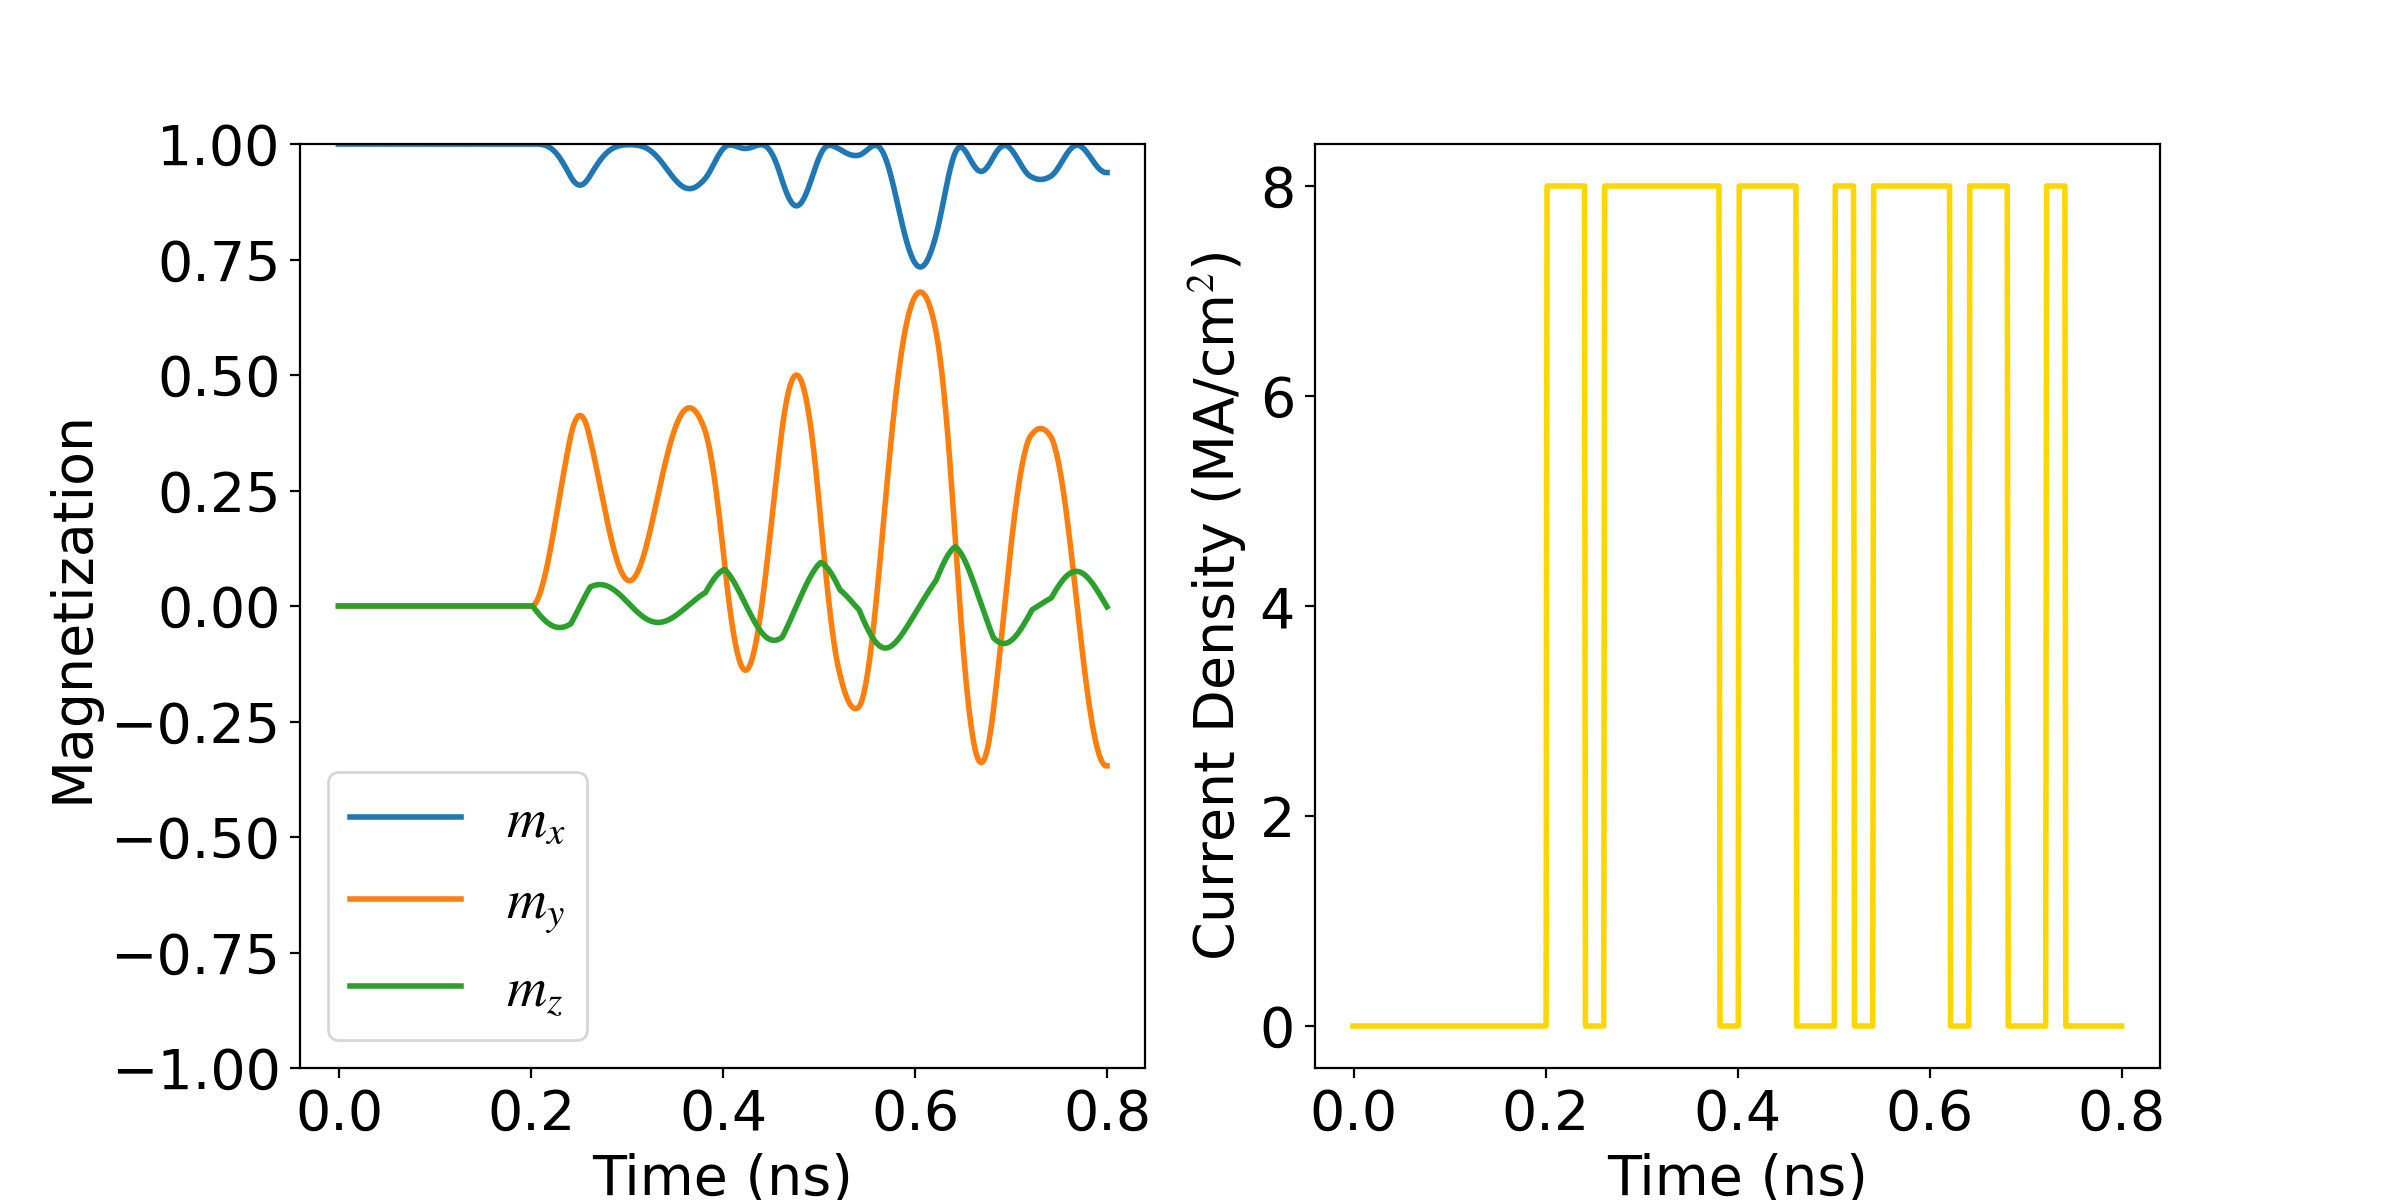 Magnetization
1.00
0.75
0.50
0.25
0.00
−0.25
−0.50
−0.75
−1.00
0.0 0.2 0.4 0.6 0.8
Time (ns)
m_x
m_y
m_z
Current Density (MA/cm²)
8
6
4
2
0
0.0 0.2 0.4 0.6 0.8
Time (ns)